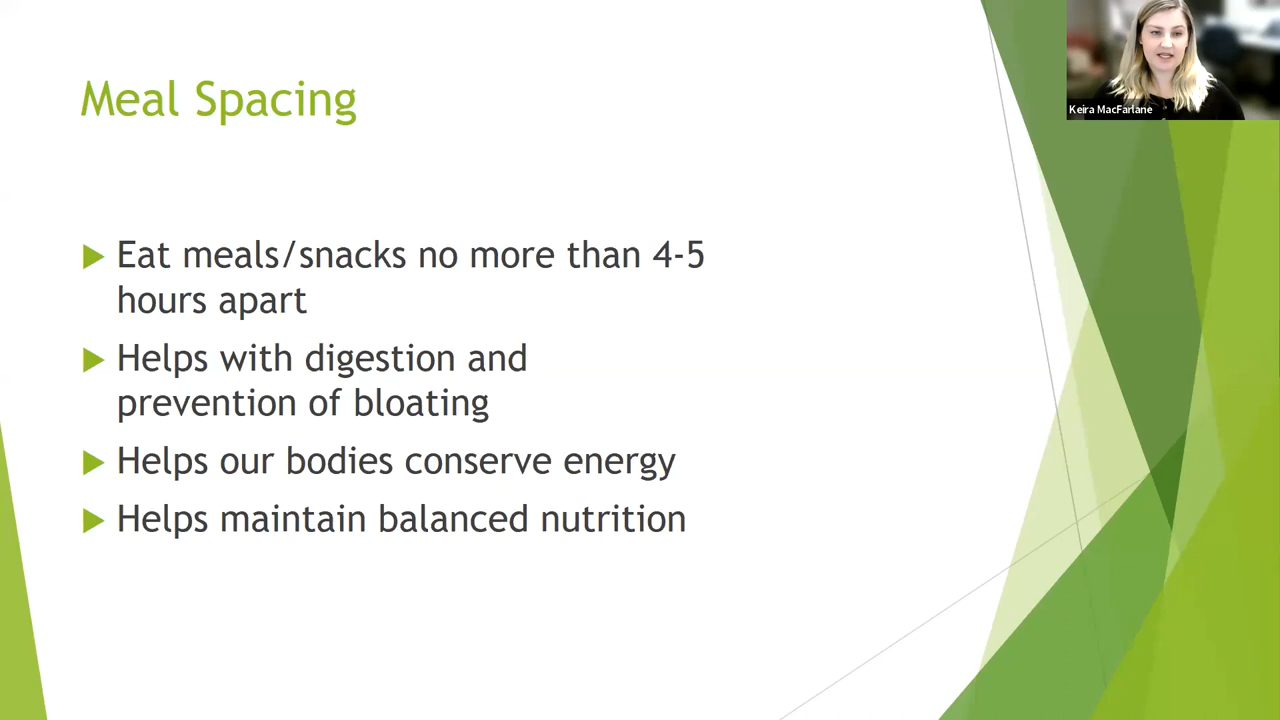 Meal Spacing
Keira MacFarlane
Eat meals/snacks no more than 4-5
hours apart
Helps with digestion and
prevention of bloating
Helps our bodies conserve energy
Helps maintain balanced nutrition